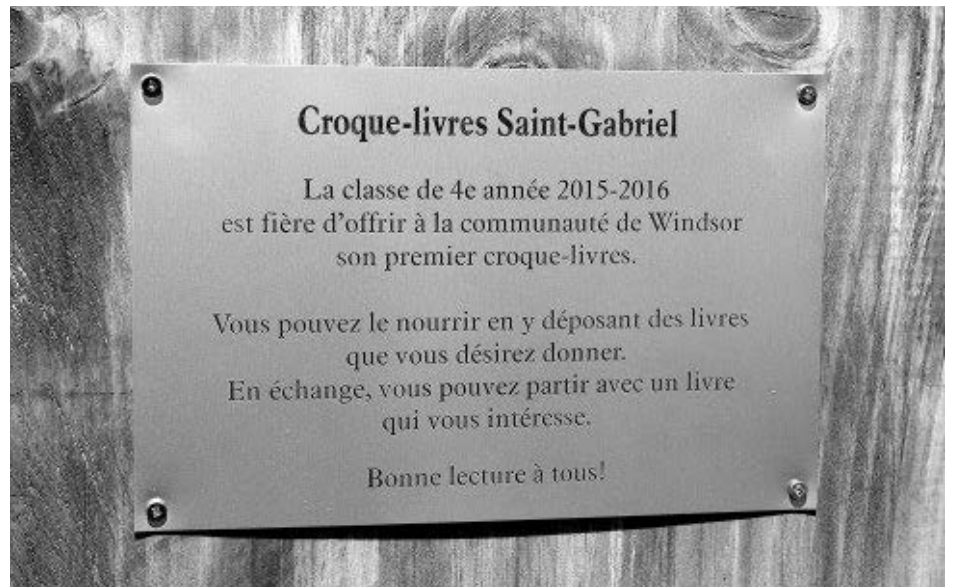 Croque-livres Saint-Gabriel
La classe de 4e année 2015-2016
est fière d'offrir à la communauté de Windsor
son premier croque-livres.
Vous pouvez le nourrir en y déposant des livres
que vous désirez donner.
En échange, vous pouvez partir avec un livre
qui vous intéresse.
Bonne lecture à tous!